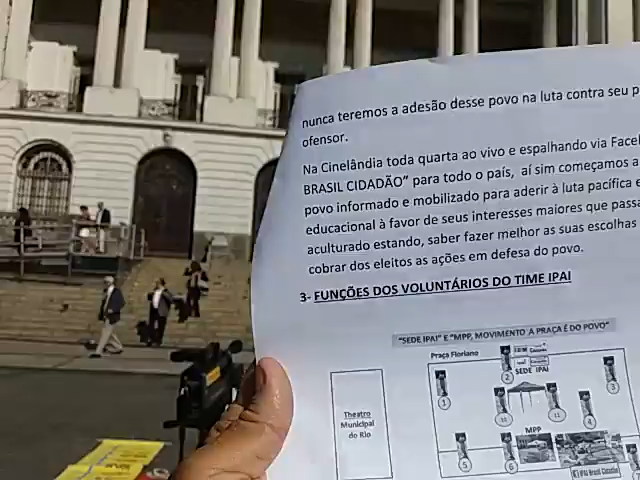 nunca teremos a adesão desse povo na luta contra seu
ofensor.
Na Cinelândia toda quarta ao vivo e espalhando via
BRASIL CIDADÃO" para todo o país, aí sim começamos a
povo informado e mobilizado para aderir à luta pacífica e
educacional à favor de seus interesses maiores que
aculturado estando, saber fazer melhor as suas escolhas
cobrar dos eleitos as ações em defesa do povo.
3- FUNÇÕES DOS VOLUNTÁRIOS DO TIME IPAI
"SEDE IPAI" E "MPP, MOVIMENTO A PRAÇA É DO POVO"
Praça Floriano
SEDE IPAI
2
3
1
11
4
Theatro
Municipal
do Rio
MPP
5
6